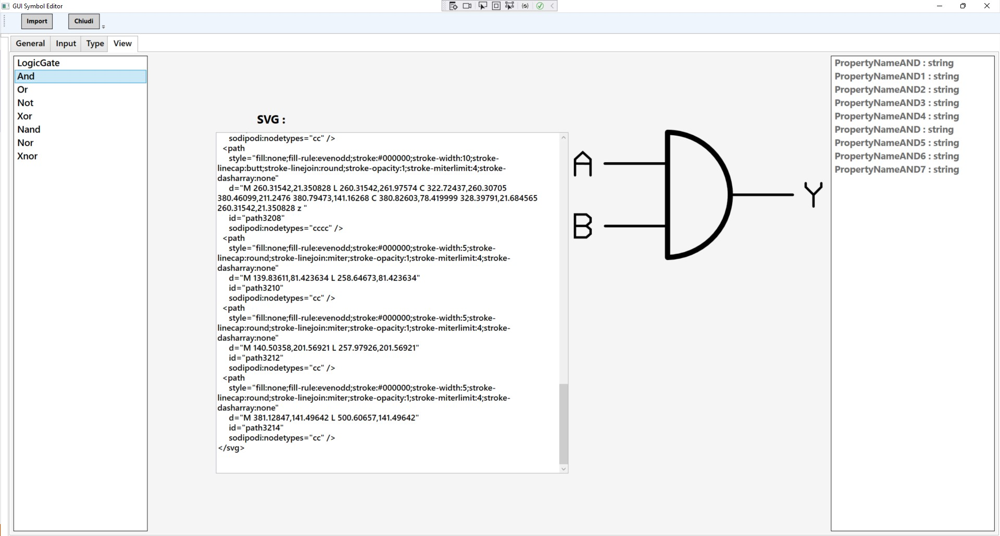 GUI Symbol Editor
Import
Chiudi
General
Input
Type
View
LogicGate
And
Or
Not
Xor
Nand
Nor
Xnor
SVG :
sodipodi:nodetypes="cc" />
<path
style="fill:none;fill-rule:evenodd;stroke:#000000;stroke-width:10;stroke-
linecap:butt;stroke-linejoin:round;stroke-opacity:1;stroke-miterlimit:4;stroke-
dasharray:none"
d="M 260.31542,21.350828 L 260.31542,261.97574 C 322.72437,260.30705
380.46099,211.2476 380.79473,141.16268 C 380.82603,78.419999 328.39791,21.684565
260.31542,21.350828 z "
id="path3208"
sodipodi:nodetypes="cccc" />
<path
style="fill:none;fill-rule:evenodd;stroke:#000000;stroke-width:5;stroke-
linecap:round;stroke-linejoin:miter;stroke-opacity:1;stroke-miterlimit:4;stroke-
dasharray:none"
d="M 139.83611,81.423634 L 258.64673,81.423634"
id="path3210"
sodipodi:nodetypes="cc" />
<path
style="fill:none;fill-rule:evenodd;stroke:#000000;stroke-width:5;stroke-
linecap:round;stroke-linejoin:miter;stroke-opacity:1;stroke-miterlimit:4;stroke-
dasharray:none"
d="M 140.50358,201.56921 L 257.97926,201.56921"
id="path3212"
sodipodi:nodetypes="cc" />
<path
style="fill:none;fill-rule:evenodd;stroke:#000000;stroke-width:5;stroke-
linecap:round;stroke-linejoin:miter;stroke-opacity:1;stroke-miterlimit:4;stroke-
dasharray:none"
d="M 381.12847,141.49642 L 500.60657,141.49642"
id="path3214"
sodipodi:nodetypes="cc" />
</svg>
A
B
Y
PropertyNameAND : string
PropertyNameAND1 : string
PropertyNameAND2 : string
PropertyNameAND3 : string
PropertyNameAND4 : string
PropertyNameAND : string
PropertyNameAND5 : string
PropertyNameAND6 : string
PropertyNameAND7 : string